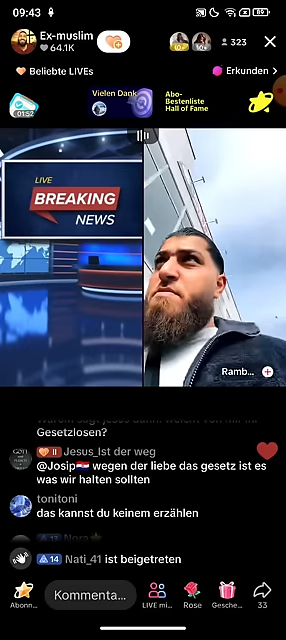 09:43
89
Ex-muslim
64.1K
323
Beliebte LIVEs
Erkunden
01:52
Vielen Dank
Abo-
Bestenliste
Hall of Fame
LIVE
BREAKING
NEWS
Ramb...
Gesetzlosen?
II Jesus_Ist der weg
@Josip🇭🇷 wegen der liebe das gesetz ist es
was wir halten sollten
tonitoni
das kannst du keinem erzählen
Nora
14 Nati_41 ist beigetreten
Kommenta...
Abonn...
LIVE mi...
Rose
Gesche...
33